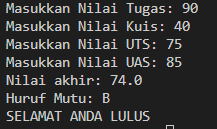 Masukkan Nilai Tugas: 90
Masukkan Nilai Kuis: 40
Masukkan Nilai UTS: 75
Masukkan Nilai UAS: 85
Nilai akhir: 74.0
Huruf Mutu: B
SELAMAT ANDA LULUS